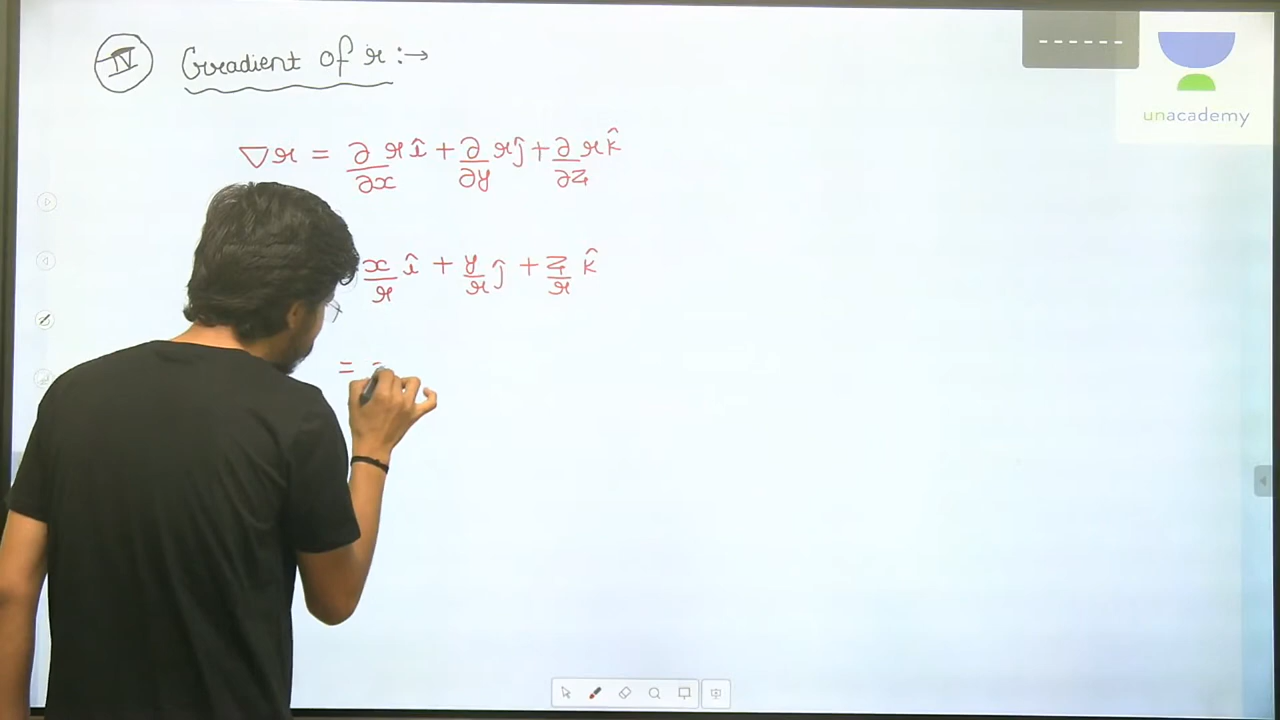 IV Gradient of r :→
------
unacademy
∇r = ∂/∂x r î + ∂/∂y r ĵ + ∂/∂z r k̂
x/r î + y/r ĵ + z/r k̂
=